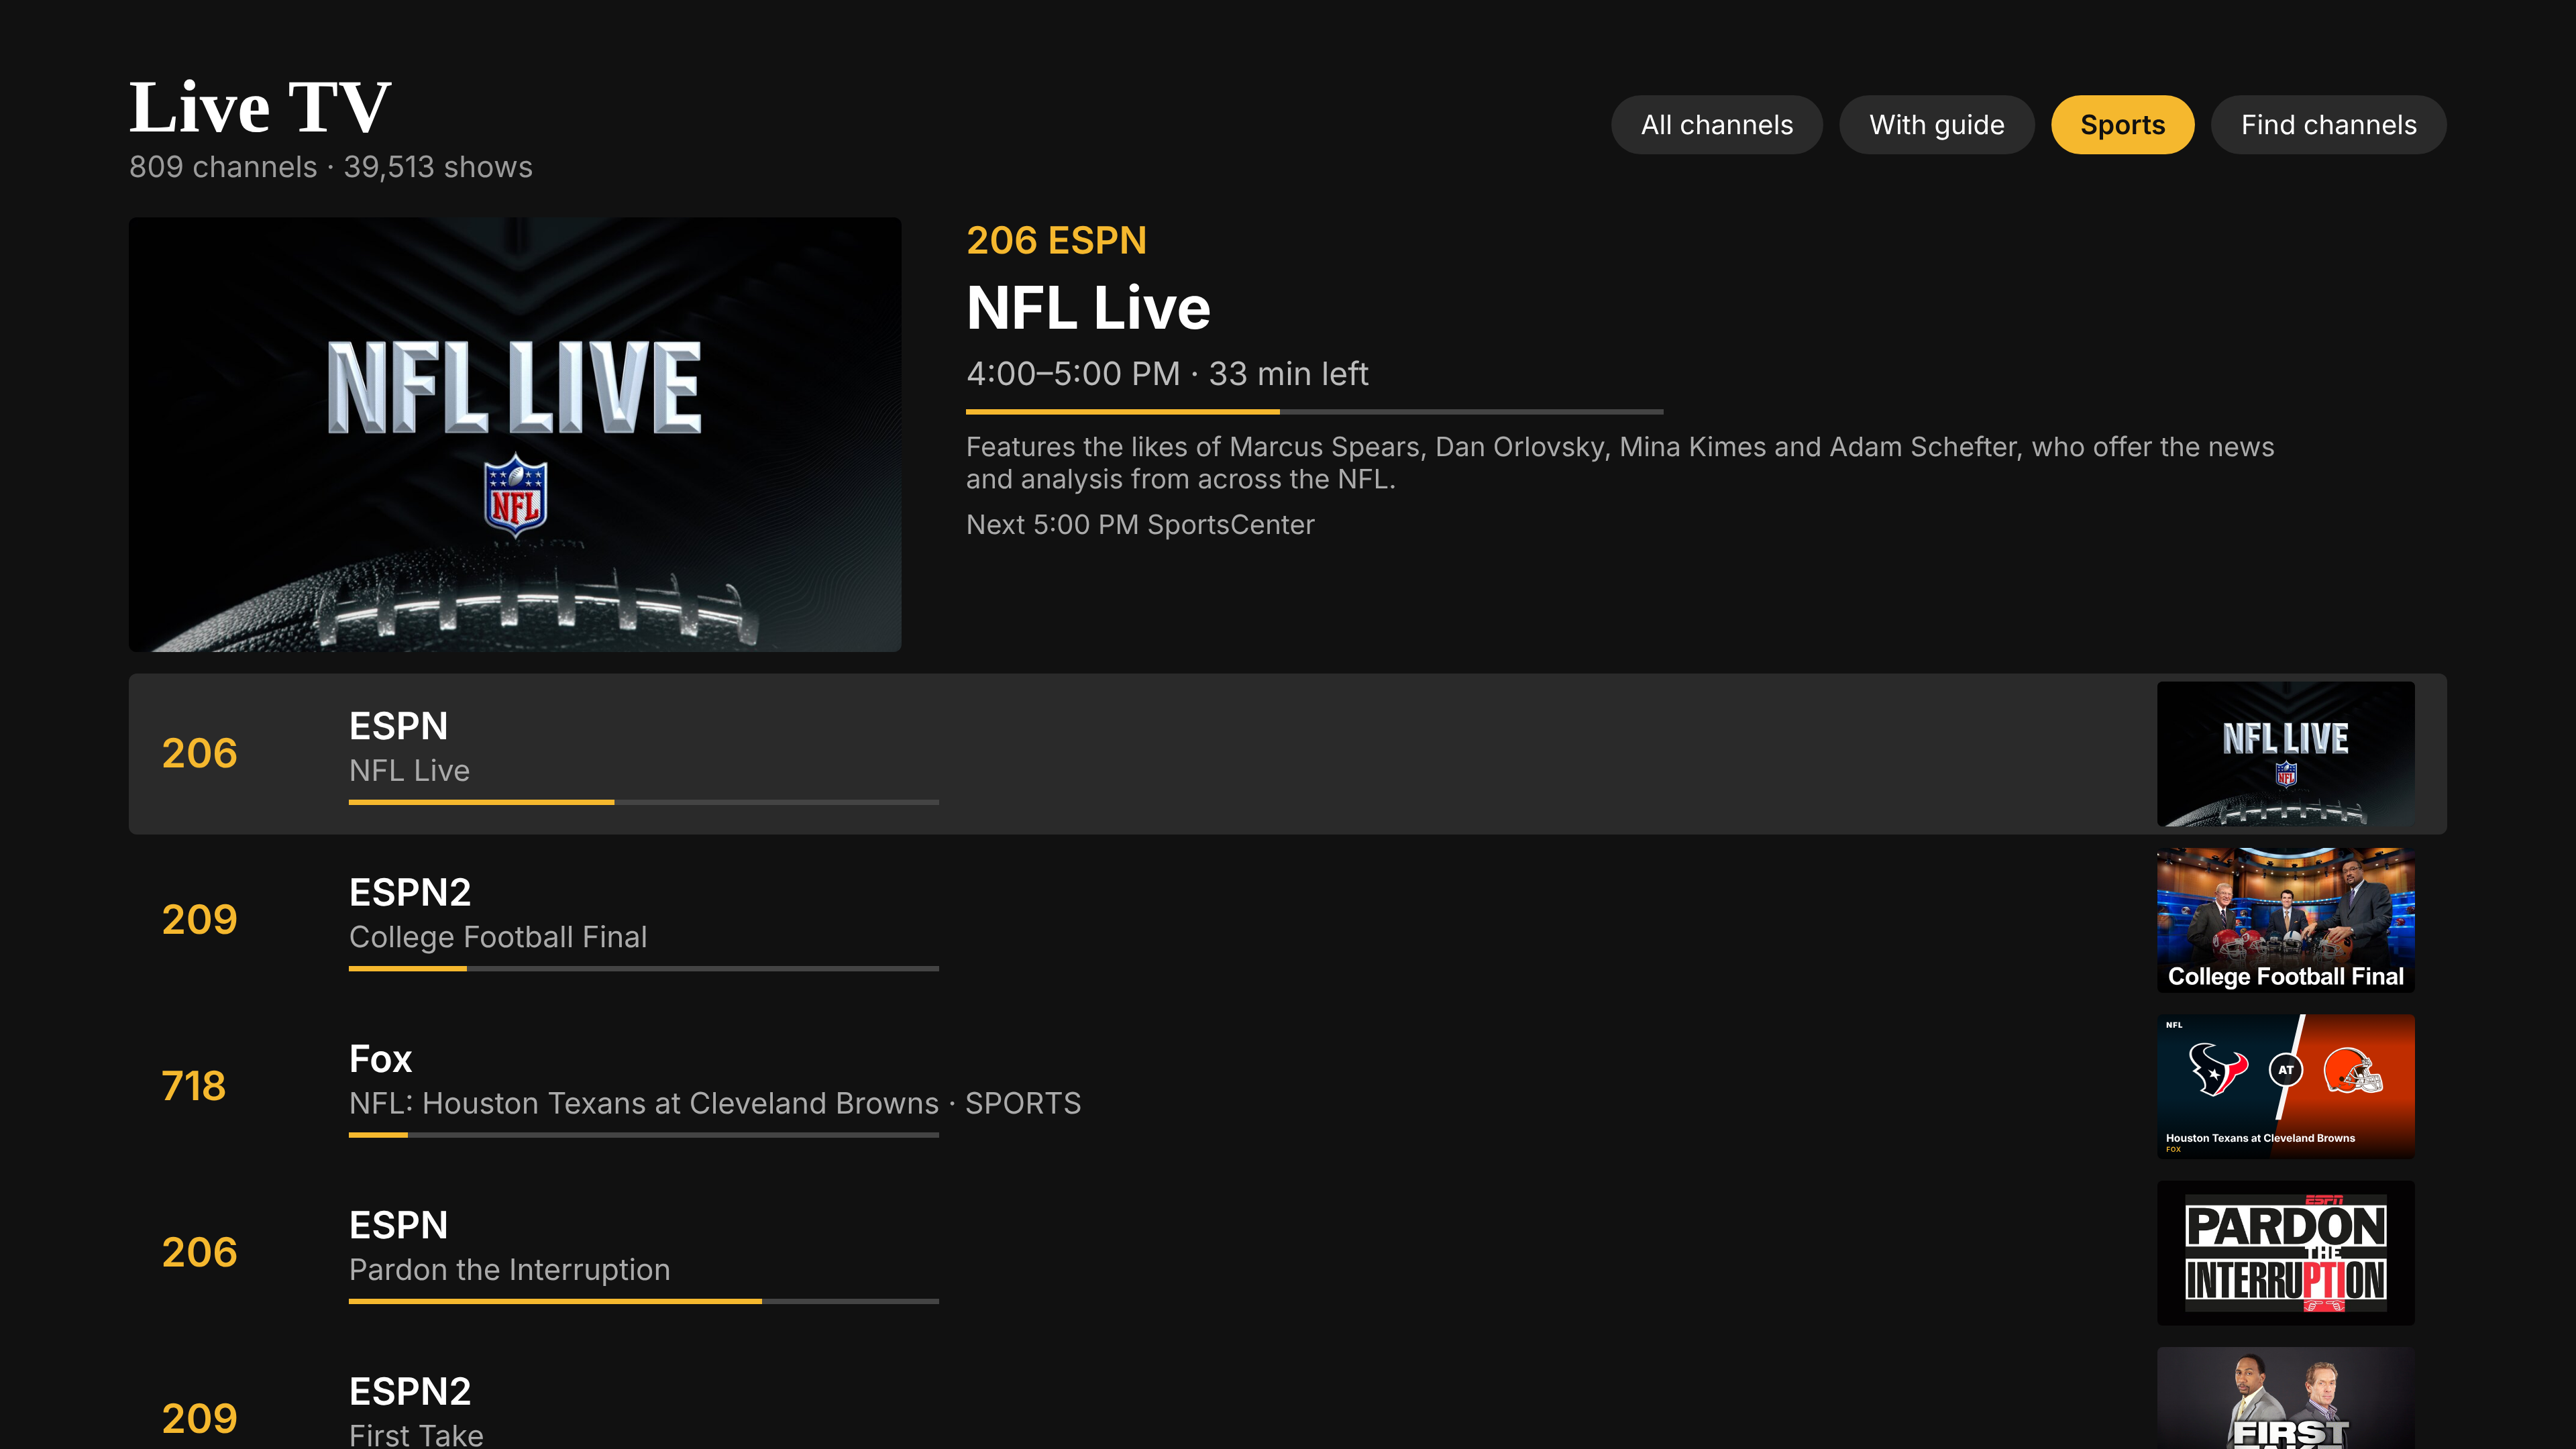 Live TV
809 channels · 39,513 shows
All channels
With guide
Sports
Find channels
NFL LIVE
NFL
206 ESPN
NFL Live
4:00–5:00 PM · 33 min left
Features the likes of Marcus Spears, Dan Orlovsky, Mina Kimes and Adam Schefter, who offer the news
and analysis from across the NFL.
Next 5:00 PM SportsCenter
206
ESPN
NFL Live
NFL LIVE
NFL
209
ESPN2
College Football Final
College Football Final
718
Fox
NFL: Houston Texans at Cleveland Browns · SPORTS
NFL
AT
Houston Texans at Cleveland Browns
FOX
206
ESPN
Pardon the Interruption
ESPN
PARDON
THE
INTERRUPTION
209
ESPN2
First Take
FIRST